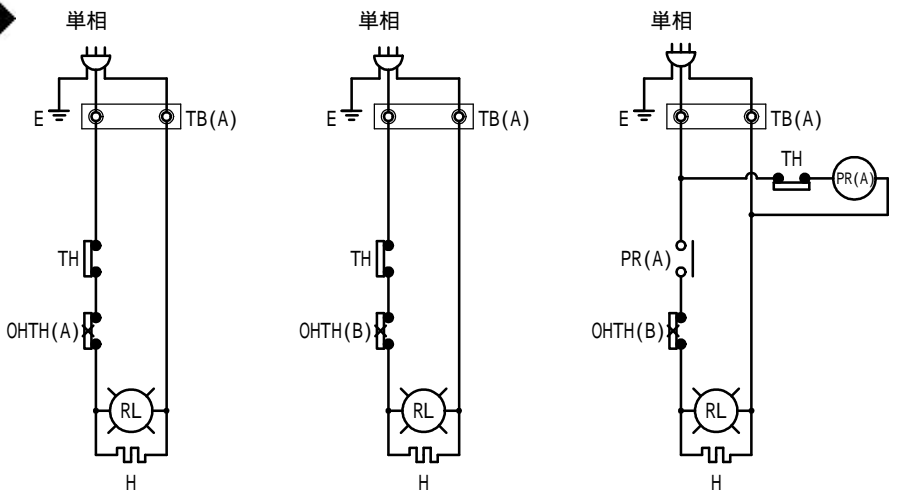 単相
単相
単相
E
TB(A)
E
TB(A)
E
TB(A)
TH
PR(A)
TH
TH
PR(A)
OHTH(A)
OHTH(B)
OHTH(B)
RL
RL
RL
H
H
H